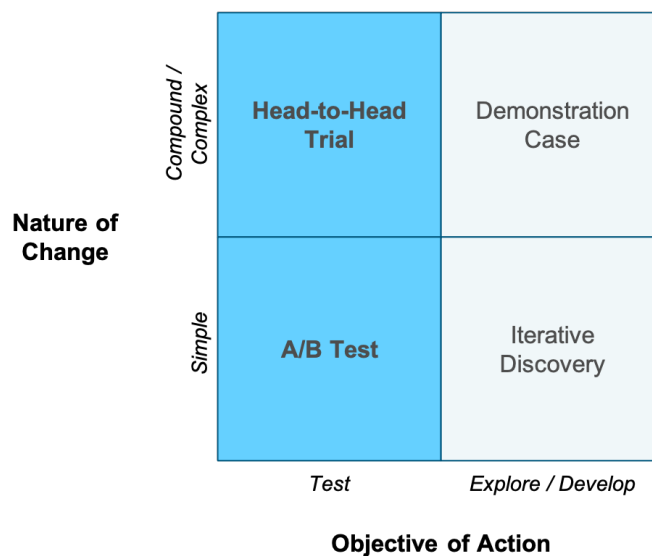 Compound /
Complex
Head-to-Head
Trial
Demonstration
Case
Nature of
Change
Simple
A/B Test
Iterative
Discovery
Test
Explore / Develop
Objective of Action